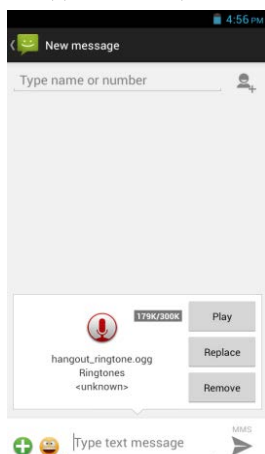 4:56 PM
New message
Type name or number
179K/300K
Play
hangout_ringtone.ogg
Replace
Ringtones
<unknown>
Remove
MMS
Type text message